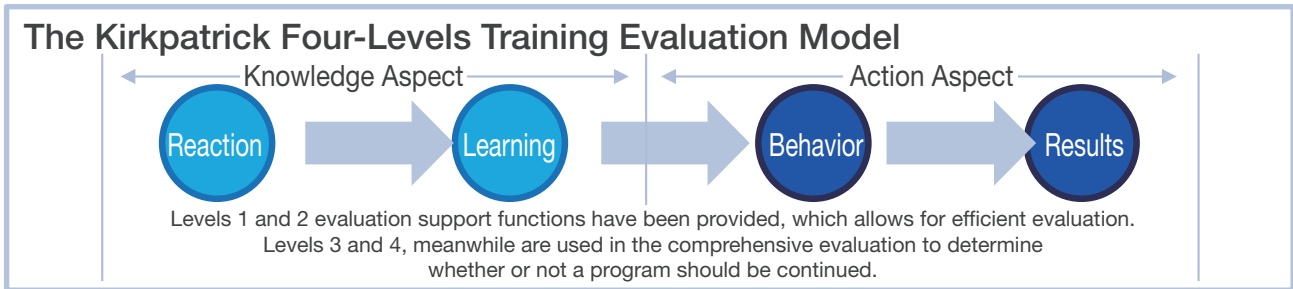 The Kirkpatrick Four-Levels Training Evaluation Model
Knowledge Aspect
Action Aspect
Reaction
Learning
Behavior
Results
Levels 1 and 2 evaluation support functions have been provided, which allows for efficient evaluation.
Levels 3 and 4, meanwhile are used in the comprehensive evaluation to determine
whether or not a program should be continued.